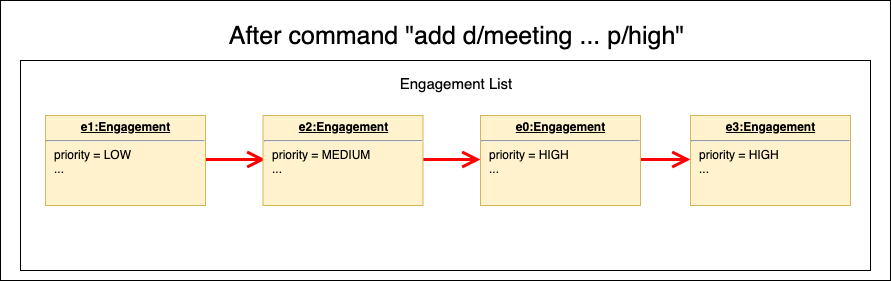 After command "add d/meeting ... p/high"
Engagement List
e1:Engagement
priority = LOW
...
e2:Engagement
priority = MEDIUM
...
e0:Engagement
priority = HIGH
...
e3:Engagement
priority = HIGH
...